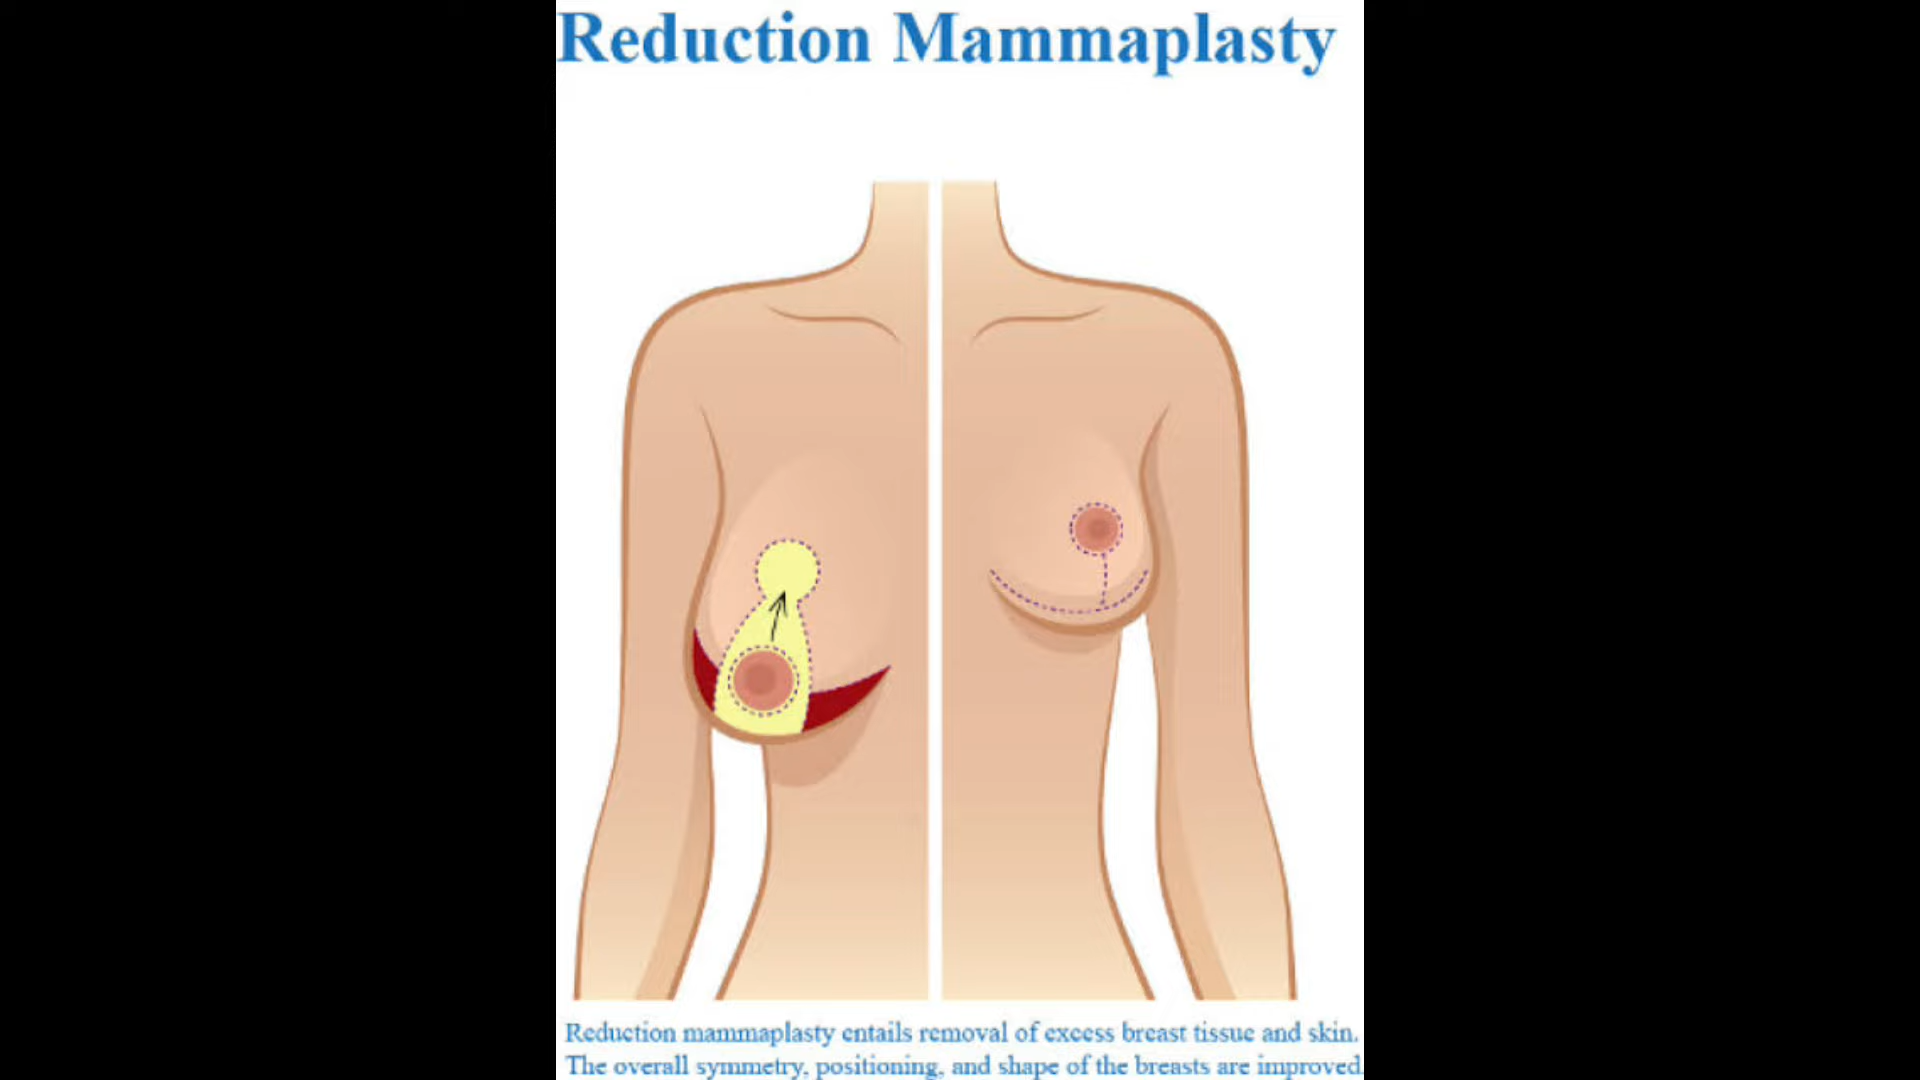 Reduction Mammaplasty
Reduction mammaplasty entails removal of excess breast tissue and skin.
The overall symmetry, positioning, and shape of the breasts are improved.